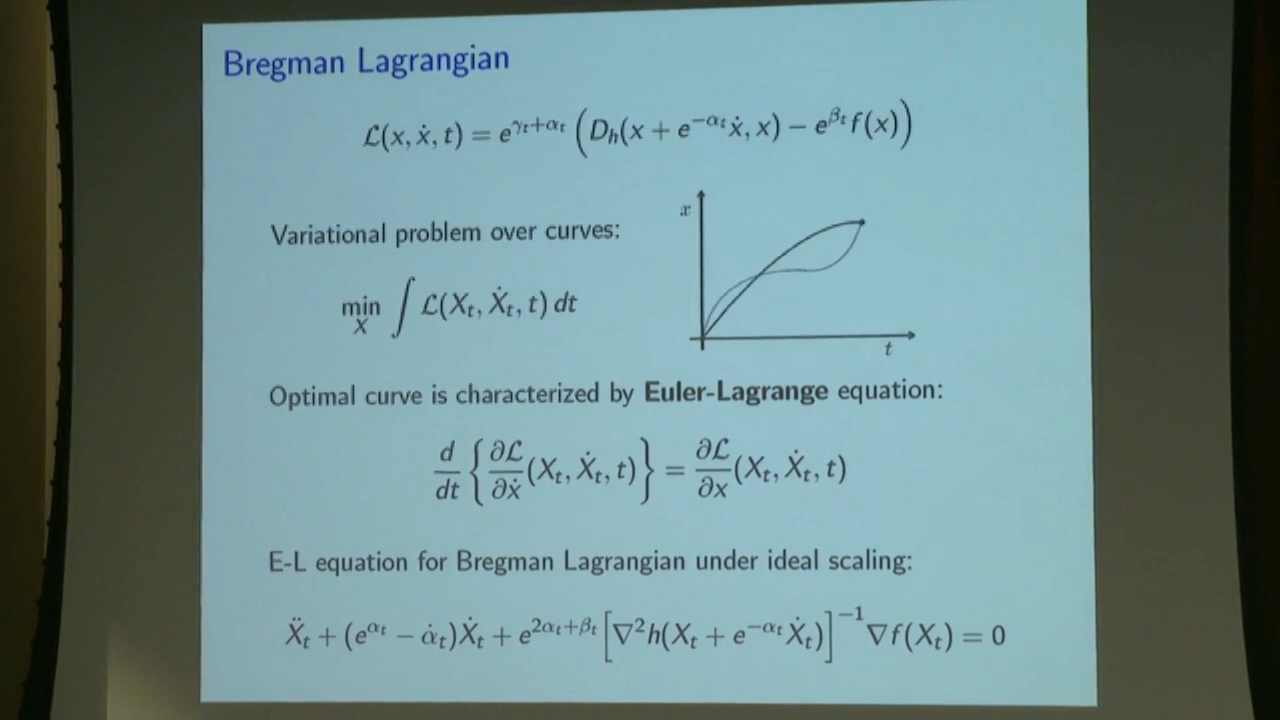 Bregman Lagrangian
ℒ(x, ẋ, t) = e^{γ_t+α_t} ( D_h(x + e^{−α_t}ẋ, x) − e^{β_t} f(x) )
x
Variational problem over curves:
min_X ∫ ℒ(X_t, Ẋ_t, t) dt
t
Optimal curve is characterized by Euler-Lagrange equation:
d/dt { ∂ℒ/∂ẋ (X_t, Ẋ_t, t) } = ∂ℒ/∂x (X_t, Ẋ_t, t)
E-L equation for Bregman Lagrangian under ideal scaling:
Ẍ_t + (e^{α_t} − α̇_t)Ẋ_t + e^{2α_t+β_t} [∇²h(X_t + e^{−α_t}Ẋ_t)]^{−1} ∇f(X_t) = 0